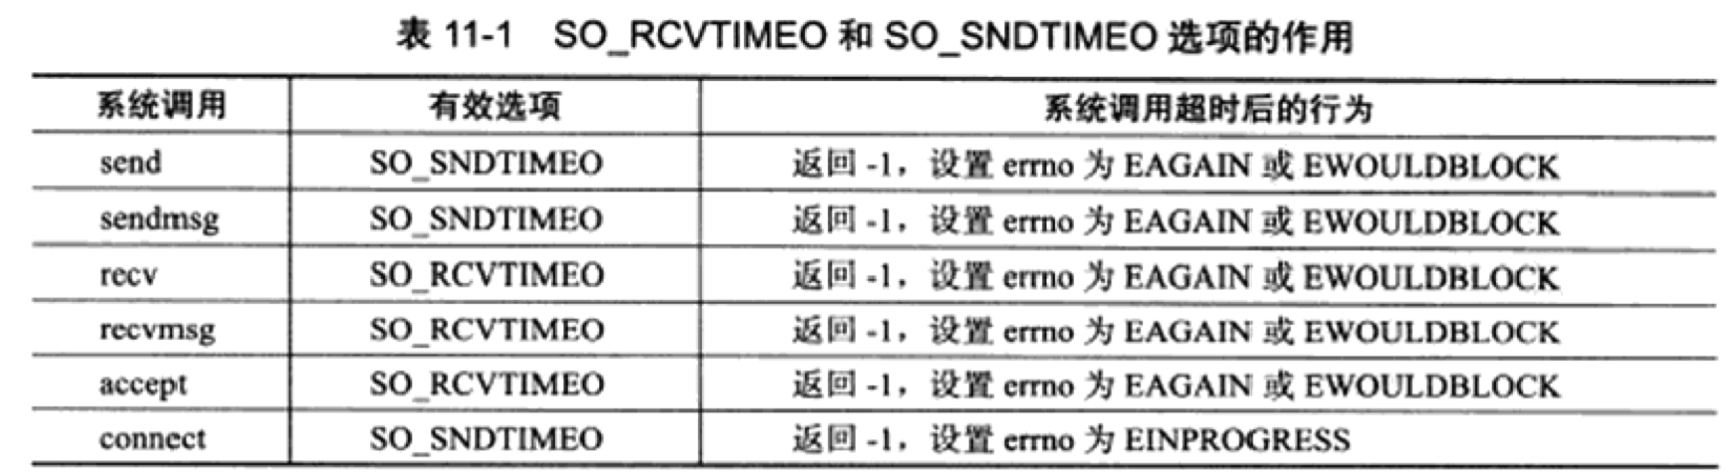 表 11-1 SO_RCVTIMEO 和 SO_SNDTIMEO 选项的作用
系统调用 有效选项 系统调用超时后的行为
send SO_SNDTIMEO 返回 -1，设置 errno 为 EAGAIN 或 EWOULDBLOCK
sendmsg SO_SNDTIMEO 返回 -1，设置 errno 为 EAGAIN 或 EWOULDBLOCK
recv SO_RCVTIMEO 返回 -1，设置 errno 为 EAGAIN 或 EWOULDBLOCK
recvmsg SO_RCVTIMEO 返回 -1，设置 errno 为 EAGAIN 或 EWOULDBLOCK
accept SO_RCVTIMEO 返回 -1，设置 errno 为 EAGAIN 或 EWOULDBLOCK
connect SO_SNDTIMEO 返回 -1，设置 errno 为 EINPROGRESS